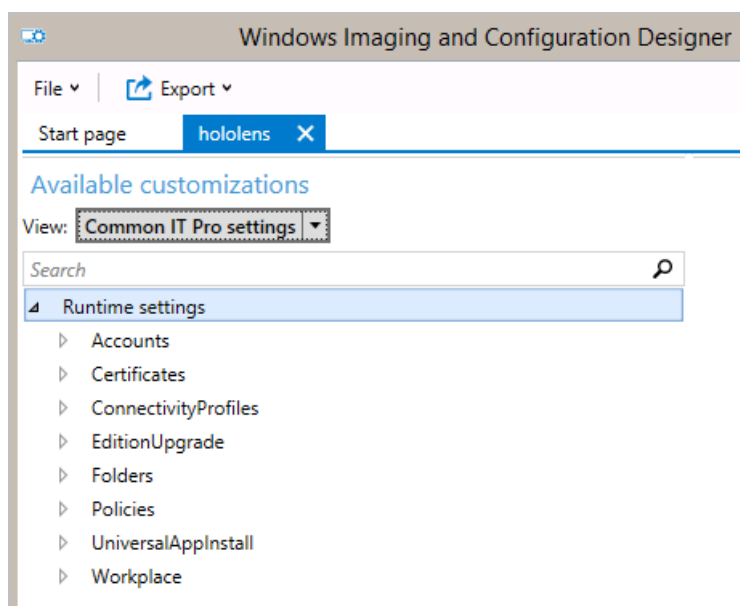 Windows Imaging and Configuration Designer
File Export
Start page hololens
Available customizations
View: Common IT Pro settings
Search
Runtime settings
Accounts
Certificates
ConnectivityProfiles
EditionUpgrade
Folders
Policies
UniversalAppInstall
Workplace